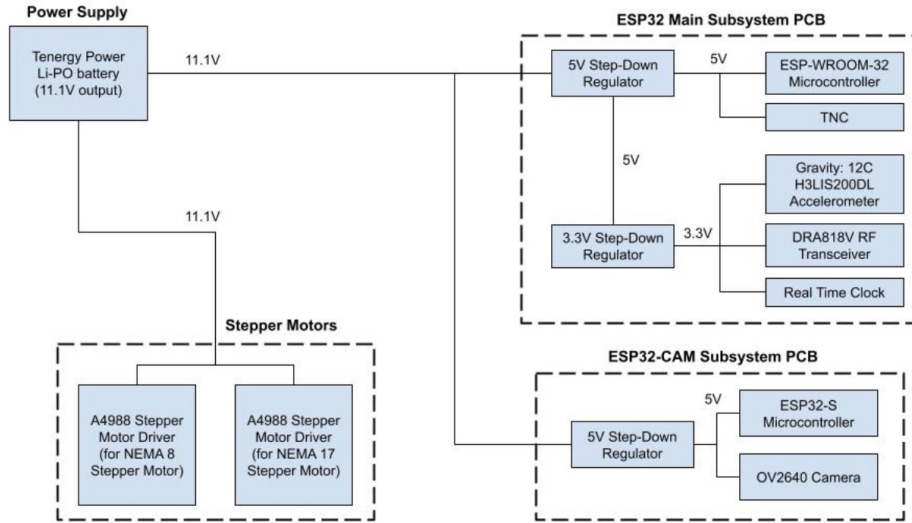 Power Supply
Tenergy Power
Li-PO battery
(11.1V output)
11.1V
11.1V
ESP32 Main Subsystem PCB
5V Step-Down
Regulator
5V
ESP-WROOM-32
Microcontroller
TNC
5V
3.3V Step-Down
Regulator
3.3V
Gravity: 12C
H3LIS200DL
Accelerometer
DRA818V RF
Transceiver
Real Time Clock
Stepper Motors
A4988 Stepper
Motor Driver
(for NEMA 8
Stepper Motor)
A4988 Stepper
Motor Driver
(for NEMA 17
Stepper Motor)
ESP32-CAM Subsystem PCB
5V Step-Down
Regulator
5V
ESP32-S
Microcontroller
OV2640 Camera